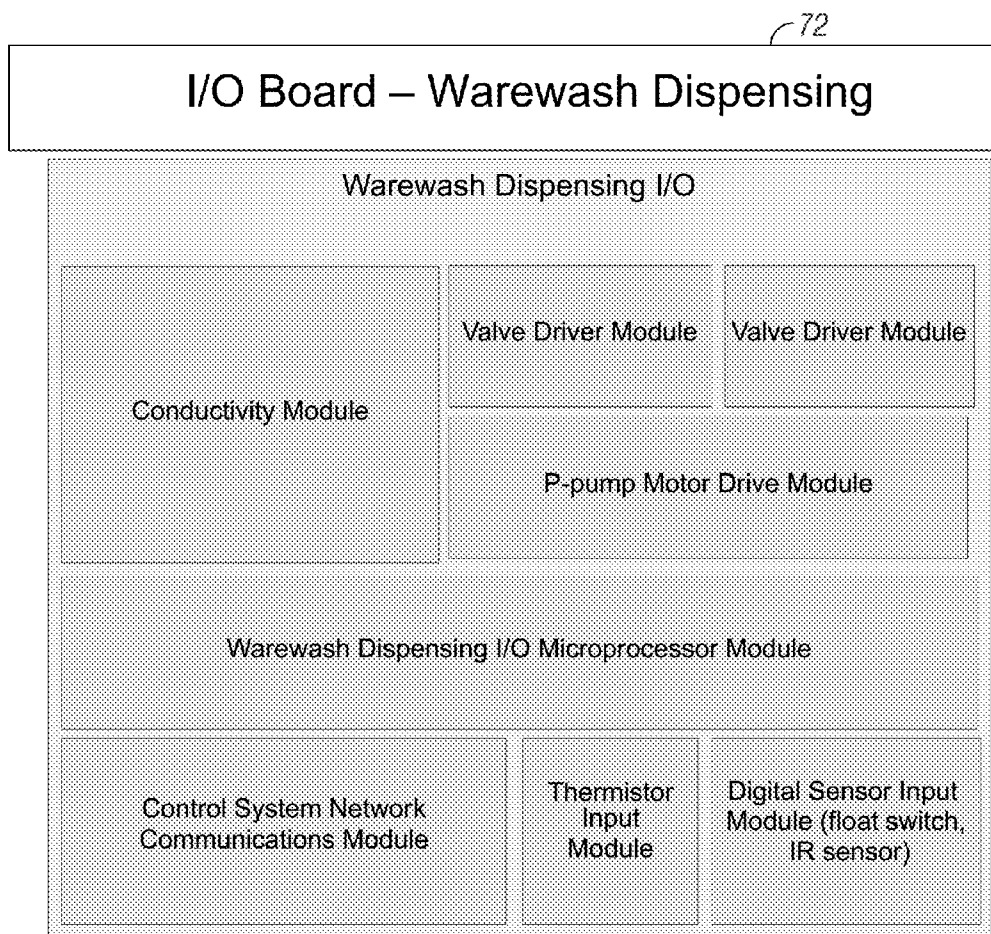 72
I/O Board – Warewash Dispensing
Warewash Dispensing I/O
Valve Driver Module
Valve Driver Module
Conductivity Module
P-pump Motor Drive Module
Warewash Dispensing I/O Microprocessor Module
Control System Network
Communications Module
Thermistor
Input
Module
Digital Sensor Input
Module (float switch,
IR sensor)